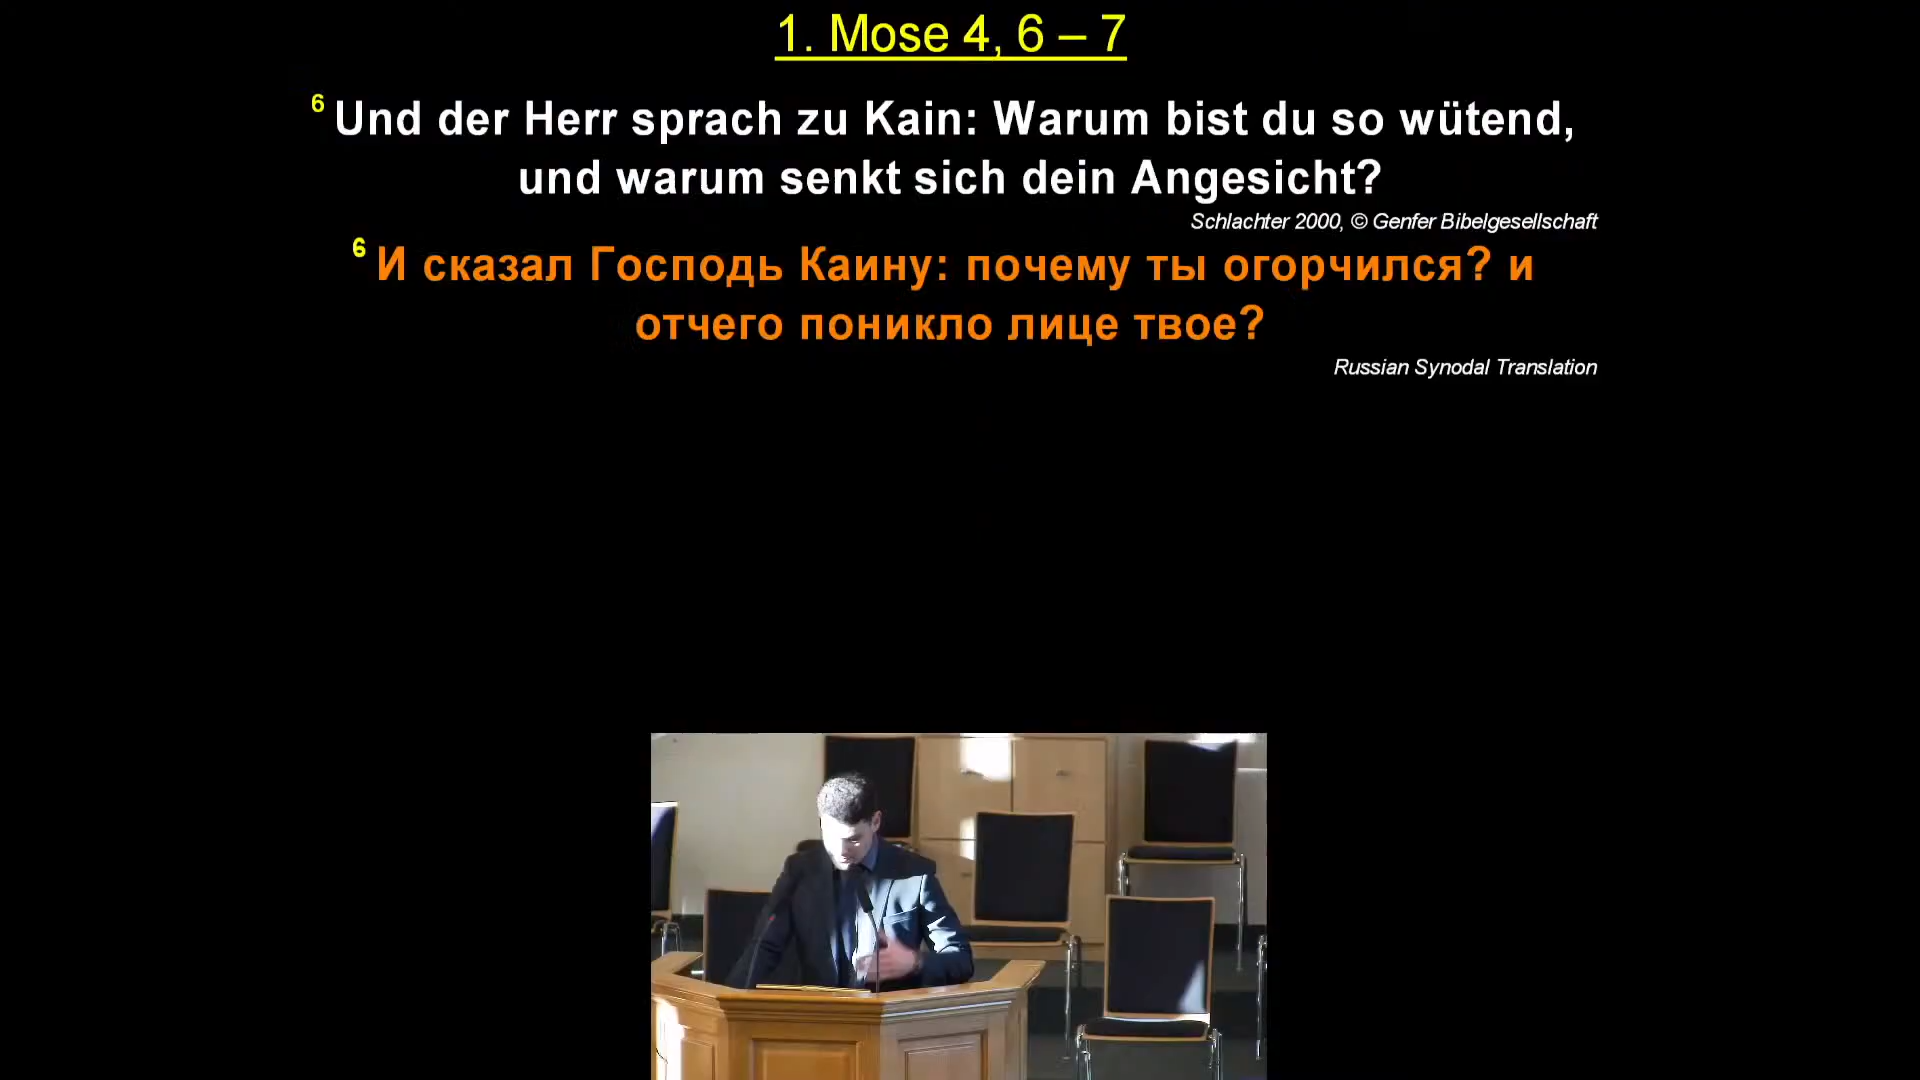 1. Mose 4, 6 – 7
6 Und der Herr sprach zu Kain: Warum bist du so wütend,
und warum senkt sich dein Angesicht?
Schlachter 2000, © Genfer Bibelgesellschaft
6 И сказал Господь Каину: почему ты огорчился? и
отчего поникло лице твое?
Russian Synodal Translation